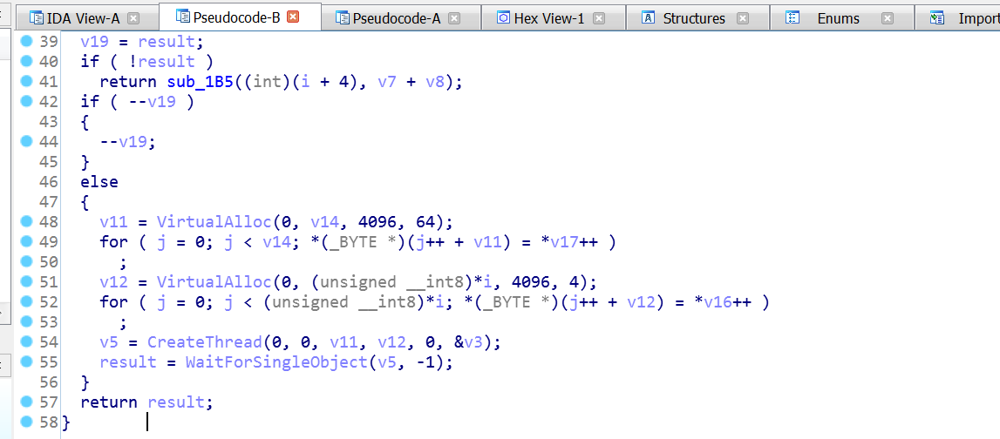 IDA View-A Pseudocode-B Pseudocode-A Hex View-1 Structures Enums Import
39 v19 = result;
40 if ( !result )
41 return sub_1B5((int)(i + 4), v7 + v8);
42 if ( --v19 )
43 {
44 --v19;
45 }
46 else
47 {
48 v11 = VirtualAlloc(0, v14, 4096, 64);
49 for ( j = 0; j < v14; *(_BYTE *)(j++ + v11) = *v17++ )
50 ;
51 v12 = VirtualAlloc(0, (unsigned __int8)*i, 4096, 4);
52 for ( j = 0; j < (unsigned __int8)*i; *(_BYTE *)(j++ + v12) = *v16++ )
53 ;
54 v5 = CreateThread(0, 0, v11, v12, 0, &v3);
55 result = WaitForSingleObject(v5, -1);
56 }
57 return result;
58 }